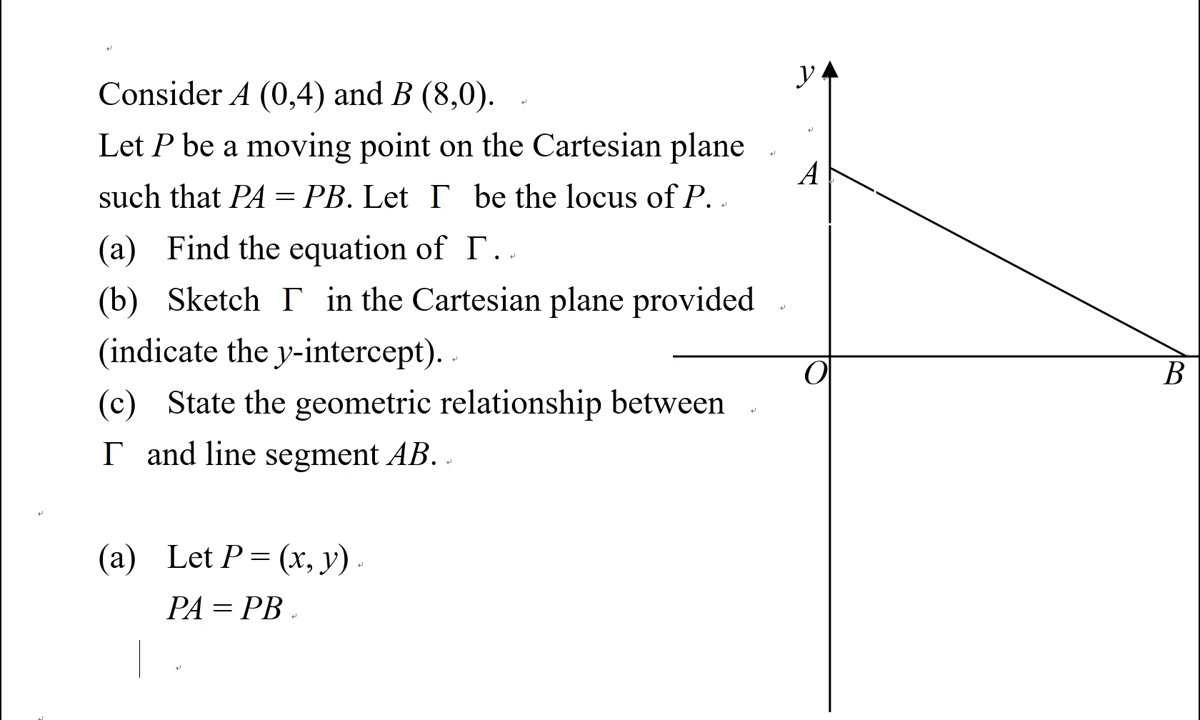 Consider A (0,4) and B (8,0).
Let P be a moving point on the Cartesian plane
such that PA = PB. Let Γ be the locus of P.
(a) Find the equation of Γ.
(b) Sketch Γ in the Cartesian plane provided
(indicate the y-intercept).
(c) State the geometric relationship between
Γ and line segment AB.
(a) Let P = (x, y)
PA = PB
y
A
O
B